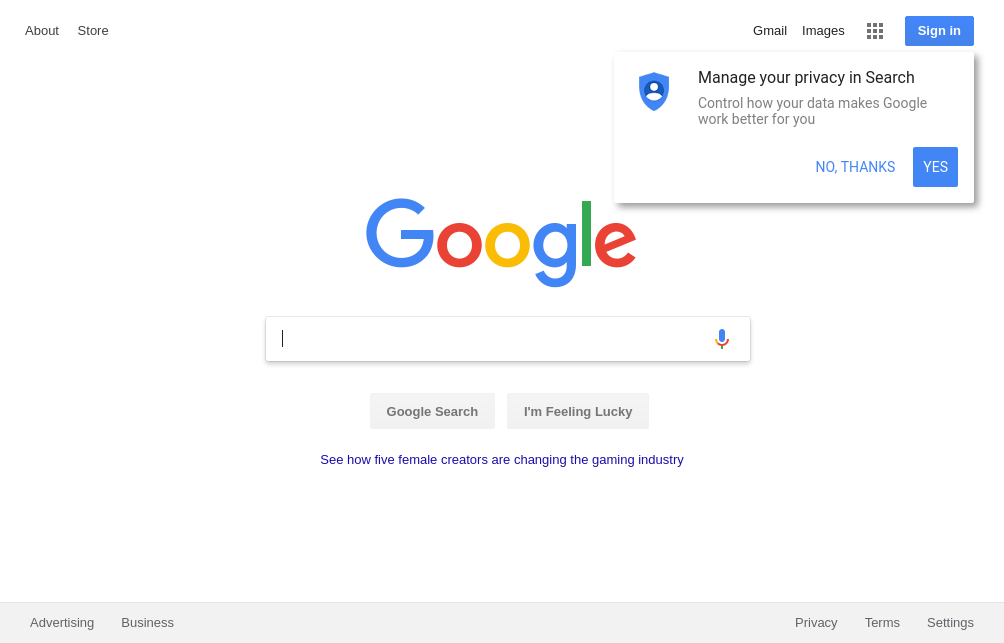 About Store
Gmail Images Sign in
Manage your privacy in Search
Control how your data makes Google
work better for you
NO, THANKS YES
Google
Google Search I'm Feeling Lucky
See how five female creators are changing the gaming industry
Advertising Business Privacy Terms Settings